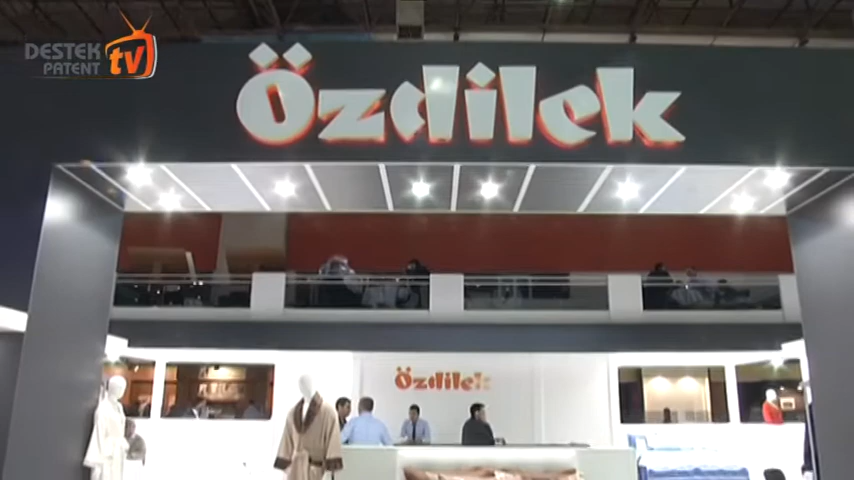 DESTEK
PATENT
tv
Özdilek
Özdilek